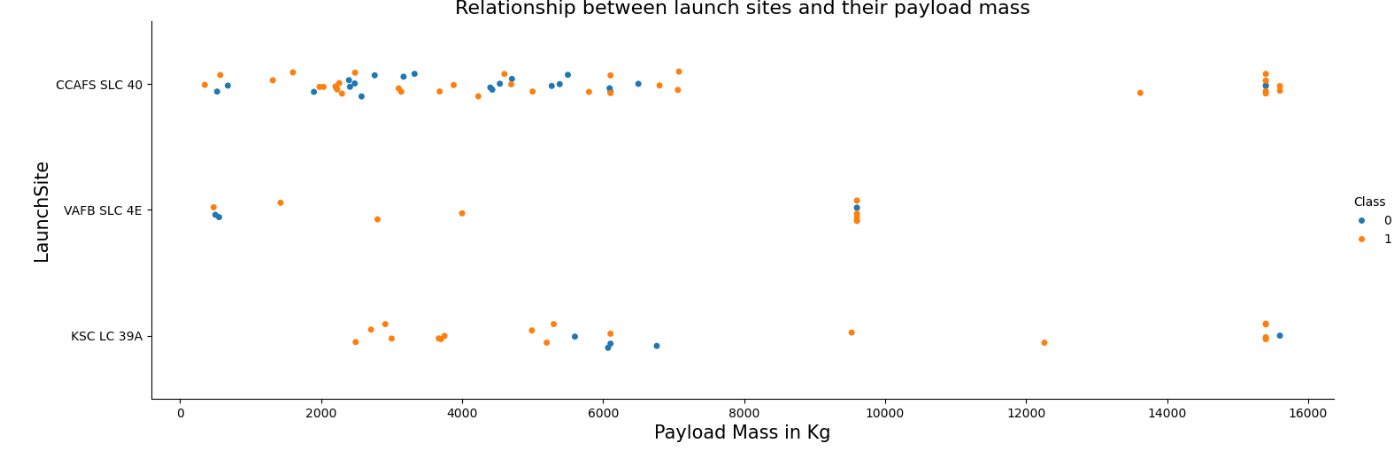 Relationship between launch sites and their payload mass
CCAFS SLC 40
VAFB SLC 4E
KSC LC 39A
LaunchSite
0 2000 4000 6000 8000 10000 12000 14000 16000
Payload Mass in Kg
Class
0
1